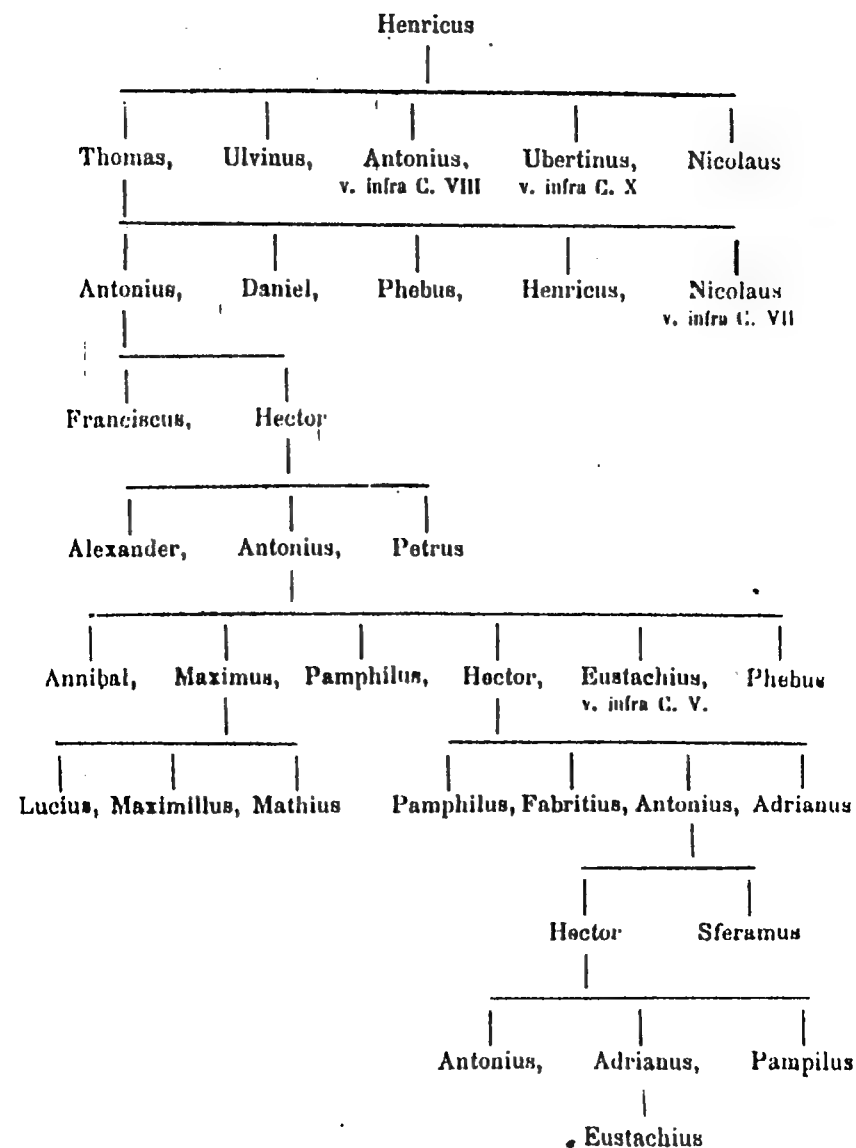 Henricus
Thomas, Ulvinus, Antonius, Ubertinus, Nicolaus
v. infra C. VIII v. infra C. X
Antonius, Daniel, Phebus, Henricus, Nicolaus
v. infra C. VII
Franciscus, Hector
Alexander, Antonius, Petrus
Annibal, Maximus, Pamphilus, Hector, Eustachius, Phebus
v. infra C. V.
Lucius, Maximillus, Mathius Pamphilus, Fabritius, Antonius, Adrianus
Hector Sferamus
Antonius, Adrianus, Pampilus
Eustachius